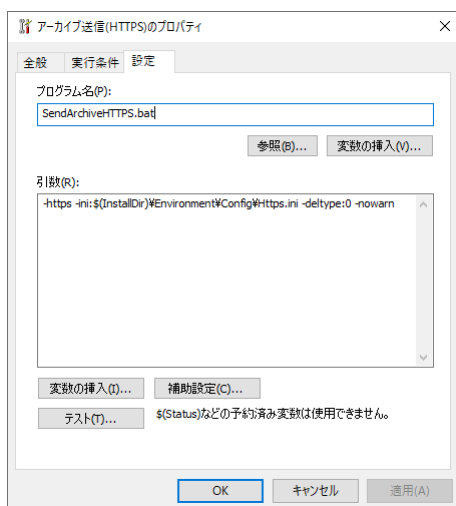 アーカイブ送信(HTTPS)のプロパティ
全般 実行条件 設定
プログラム名(P):
SendArchiveHTTPS.bat
参照(B)... 変数の挿入(V)...
引数(R):
-https -ini:$(InstallDir)¥Environment¥Config¥Https.ini -deltype:0 -nowarn
変数の挿入(I)... 補助設定(C)...
テスト(T)... $(Status)などの予約済み変数は使用できません。
OK キャンセル 適用(A)